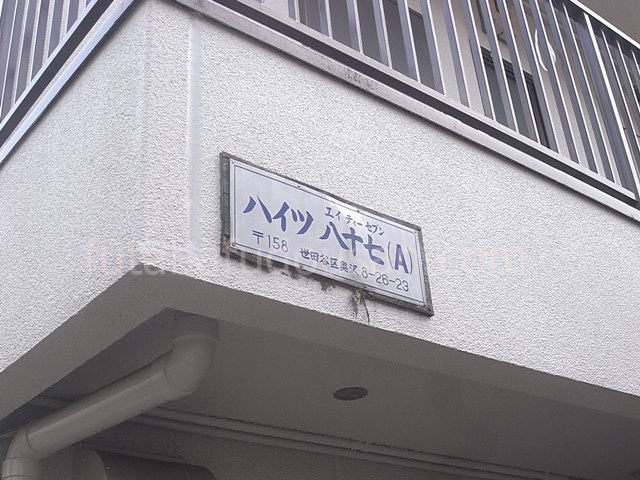 エイティーセブン
ハイツ 八十七(A)
〒158 世田谷区奥沢 8-26-23